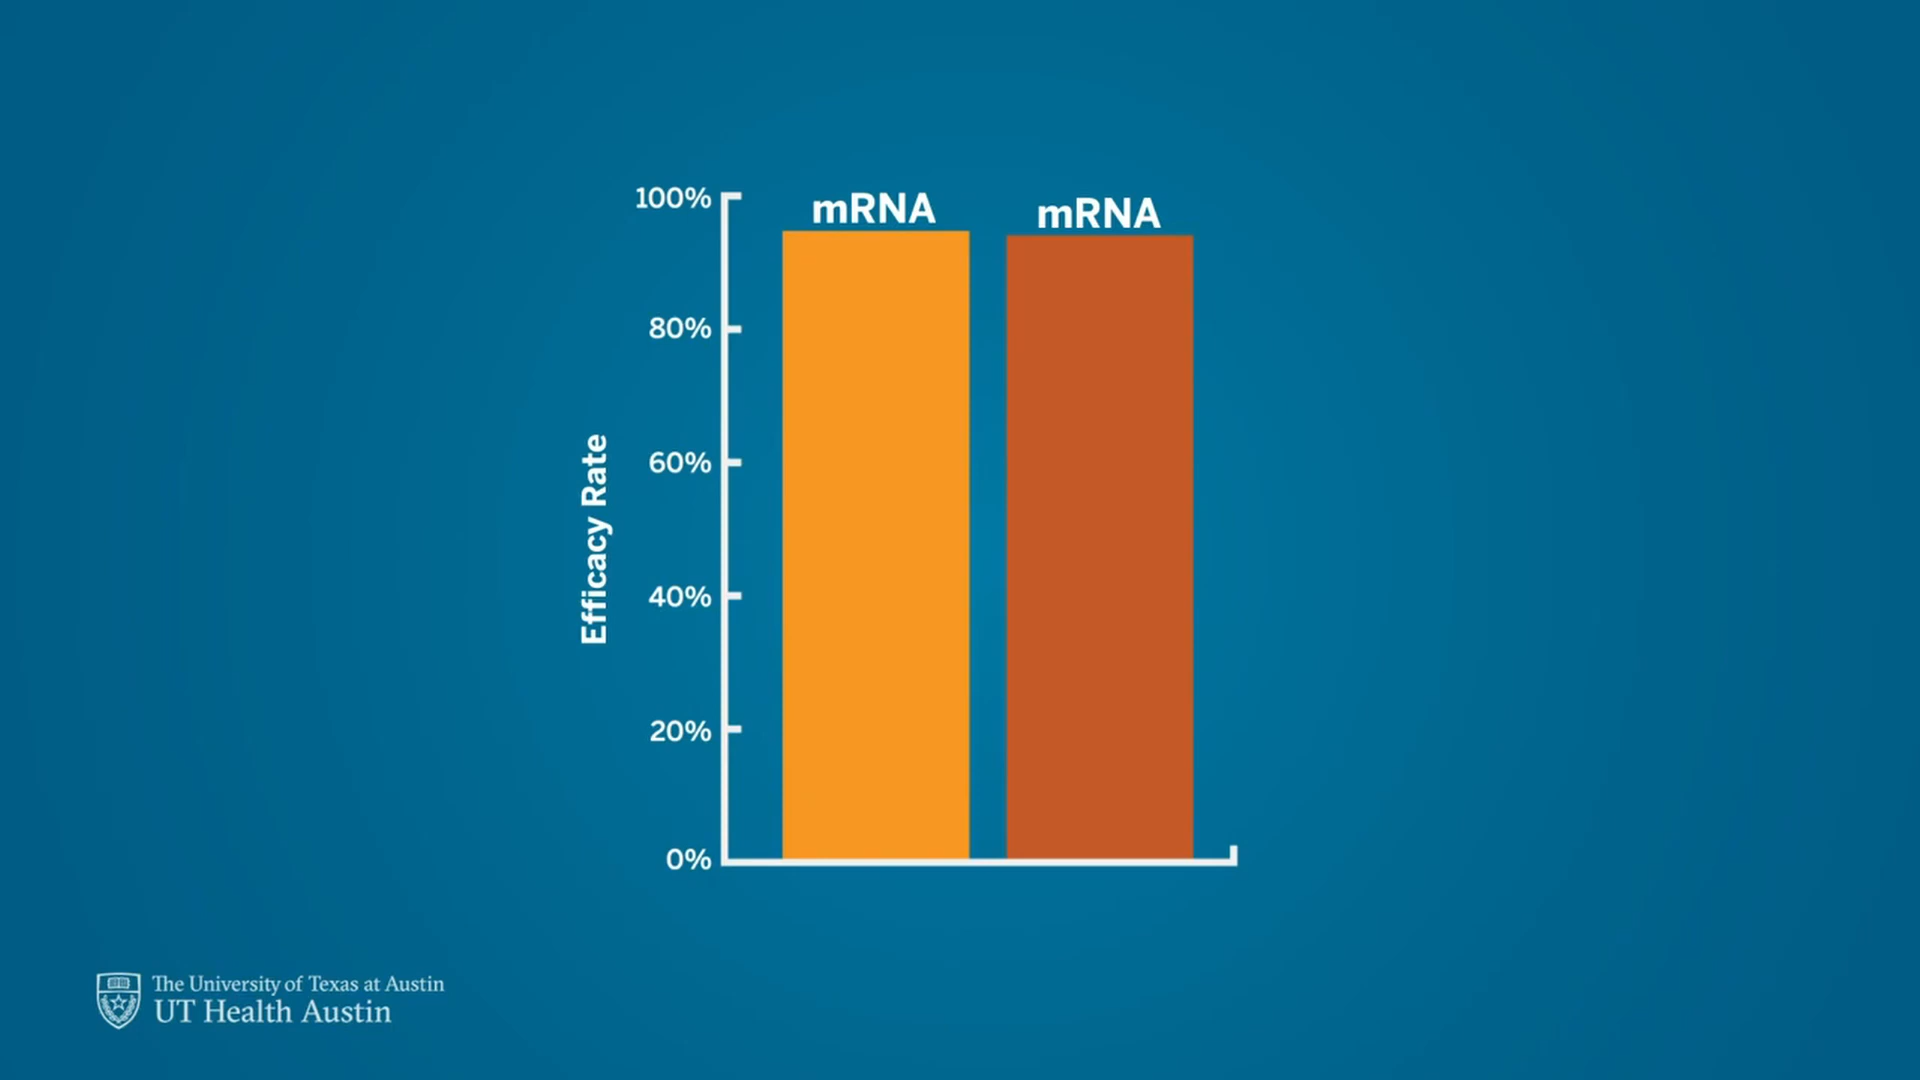 mRNA
mRNA
100%
80%
60%
40%
20%
0%
Efficacy Rate
The University of Texas at Austin
UT Health Austin